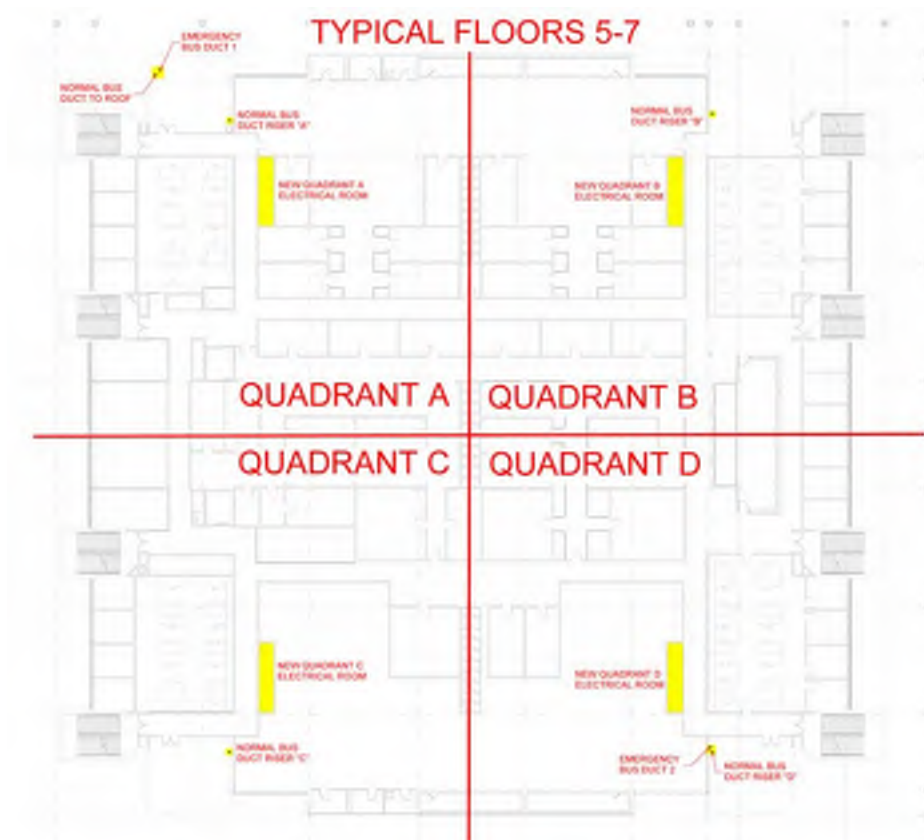 TYPICAL FLOORS 5-7
EMERGENCY
BUS DUCT 1
NORMAL BUS
DUCT TO ROOF
NORMAL BUS
DUCT RISER "A"
NORMAL BUS
DUCT RISER "B"
NEW QUADRANT A
ELECTRICAL ROOM
NEW QUADRANT B
ELECTRICAL ROOM
QUADRANT A
QUADRANT B
QUADRANT C
QUADRANT D
NEW QUADRANT C
ELECTRICAL ROOM
NEW QUADRANT D
ELECTRICAL ROOM
NORMAL BUS
DUCT RISER "C"
EMERGENCY
BUS DUCT 2
NORMAL BUS
DUCT RISER "D"